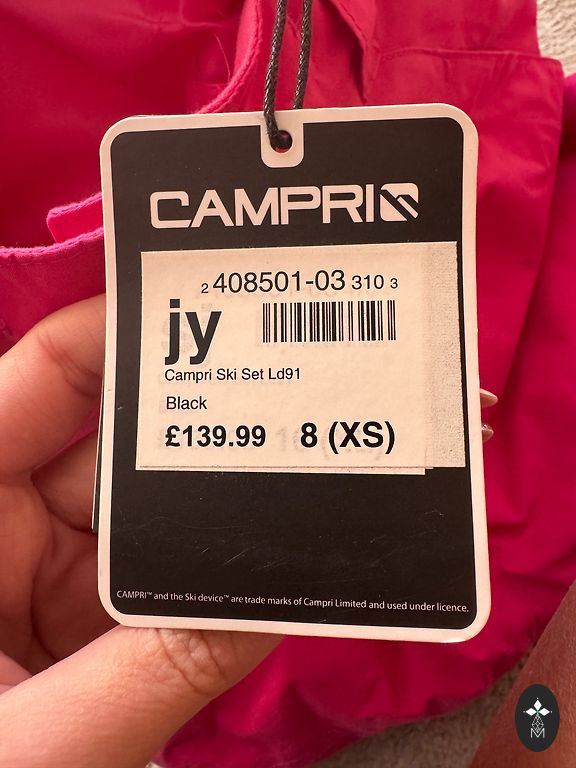 CAMPRI
2 408501-03 310 3
jy
Campri Ski Set Ld91
Black
£139.99 8 (XS)
CAMPRI™ and the Ski device™ are trade marks of Campri Limited and used under licence.
M